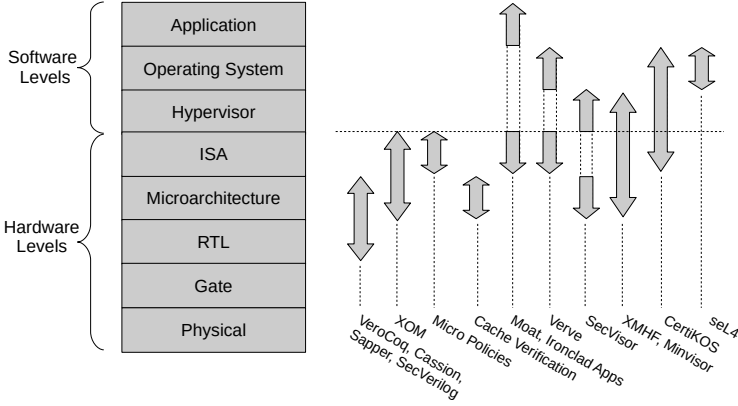 Application
Software
Levels
Operating System
Hypervisor
ISA
Microarchitecture
Hardware
Levels
RTL
Gate
Physical
VeroCoq, Cassion,
Sapper, SecVerilog
XOM
Micro Policies
Cache Verification
Moat, Ironclad Apps
Verve
SecVisor
XMHF, Minvisor
CertiKOS
seL4